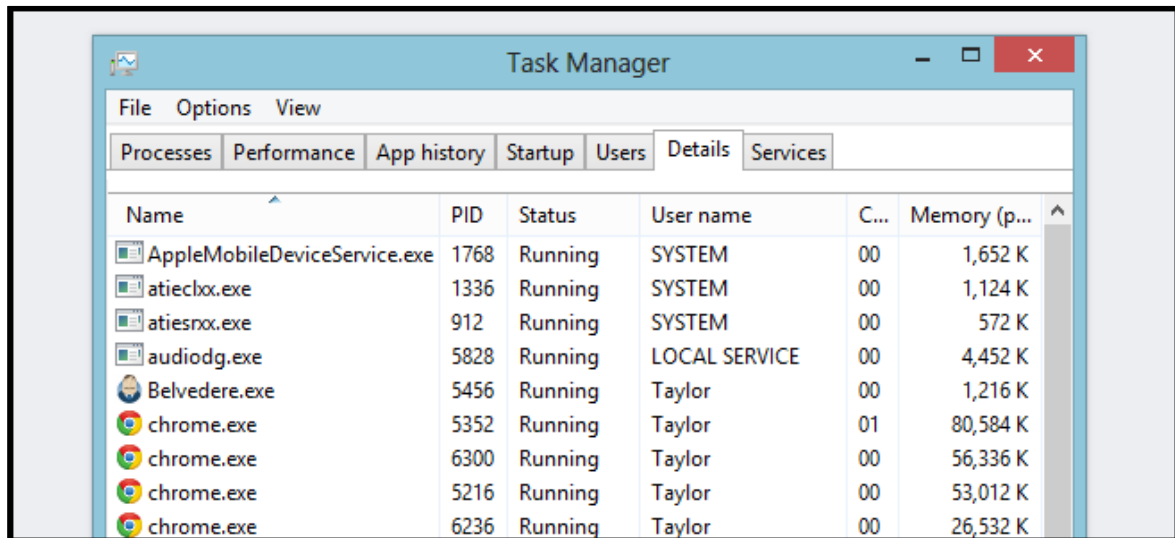 Task Manager
File Options View
Processes Performance App history Startup Users Details Services
Name PID Status User name C... Memory (p...
AppleMobileDeviceService.exe 1768 Running SYSTEM 00 1,652 K
atieclxx.exe 1336 Running SYSTEM 00 1,124 K
atiesrxx.exe 912 Running SYSTEM 00 572 K
audiodg.exe 5828 Running LOCAL SERVICE 00 4,452 K
Belvedere.exe 5456 Running Taylor 00 1,216 K
chrome.exe 5352 Running Taylor 01 80,584 K
chrome.exe 6300 Running Taylor 00 56,336 K
chrome.exe 5216 Running Taylor 00 53,012 K
chrome.exe 6236 Running Taylor 00 26,532 K